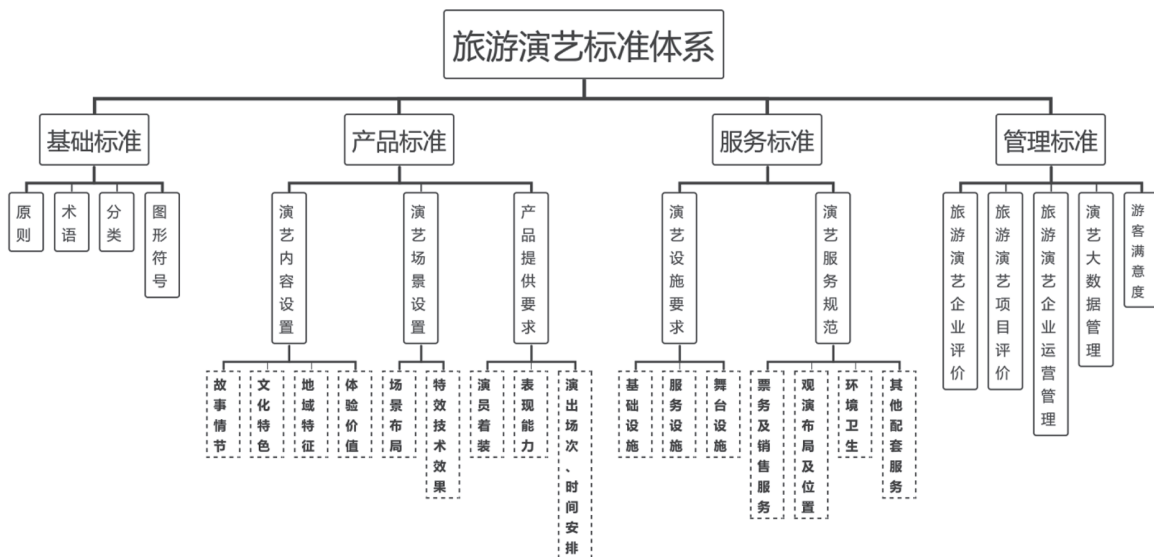 旅游演艺标准体系
基础标准
产品标准
服务标准
管理标准
原则
术语
分类
图形符号
演艺内容设置
演艺场景设置
产品提供要求
演艺设施要求
演艺服务规范
旅游演艺企业评价
旅游演艺项目评价
旅游演艺企业运营管理
演艺大数据管理
游客满意度
故事情节
文化特色
地域特征
体验价值
场景布局
特效技术效果
演员着装
表现能力
演出场次、时间安排
基础设施
服务设施
舞台设施
票务及销售服务
观演布局及位置
环境卫生
其他配套服务